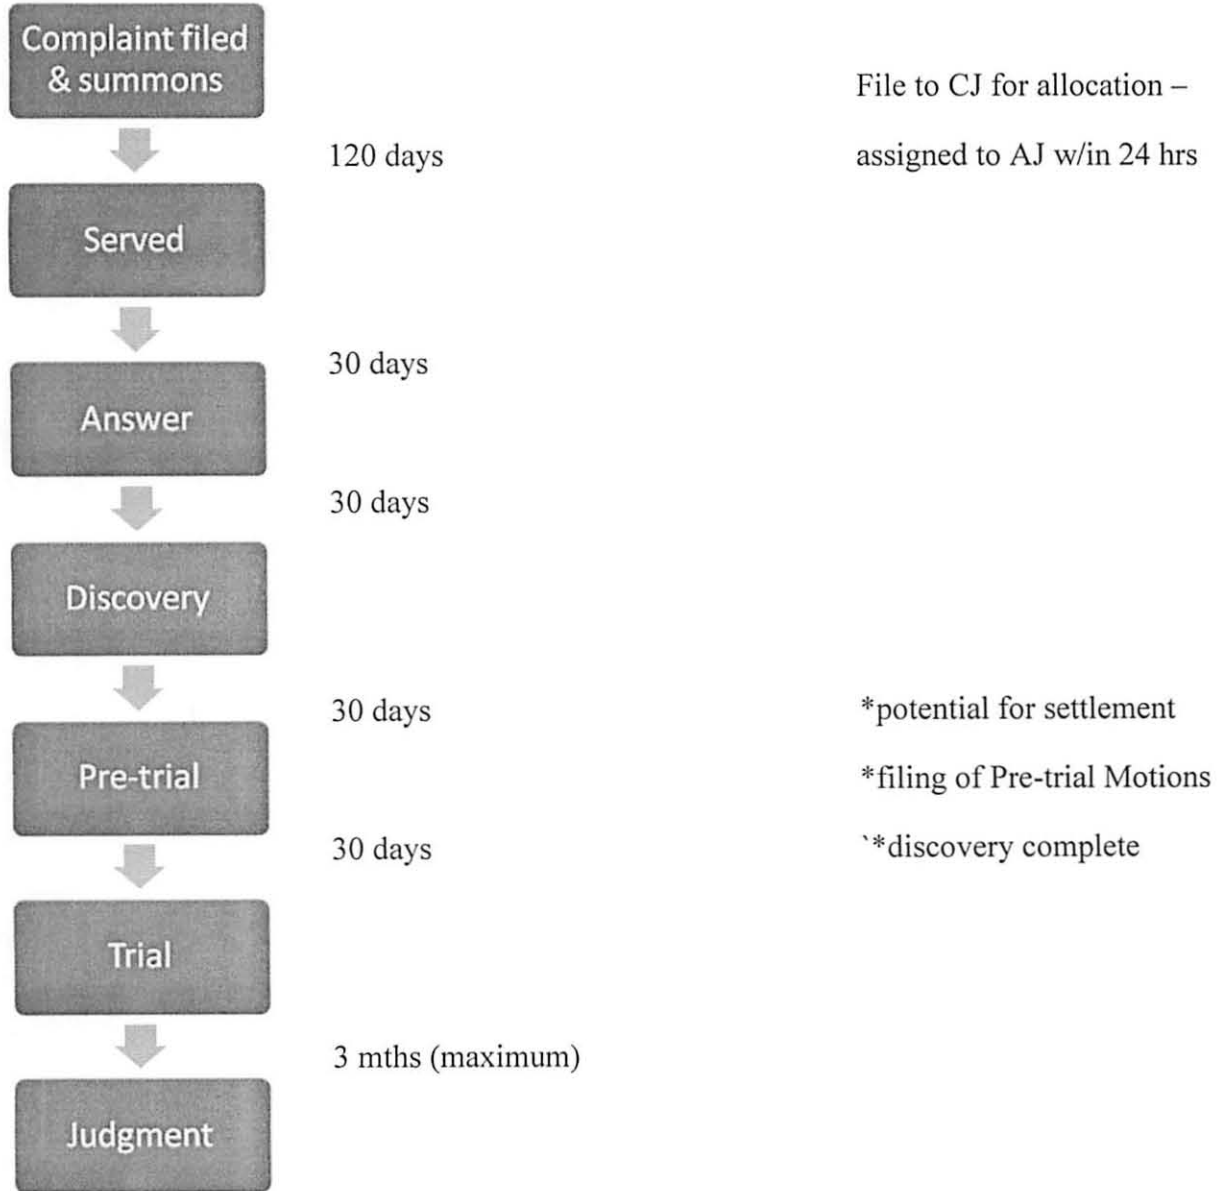 Complaint filed
& summons
File to CJ for allocation –
120 days
assigned to AJ w/in 24 hrs
Served
30 days
Answer
30 days
Discovery
30 days
*potential for settlement
Pre-trial
*filing of Pre-trial Motions
30 days
`*discovery complete
Trial
3 mths (maximum)
Judgment